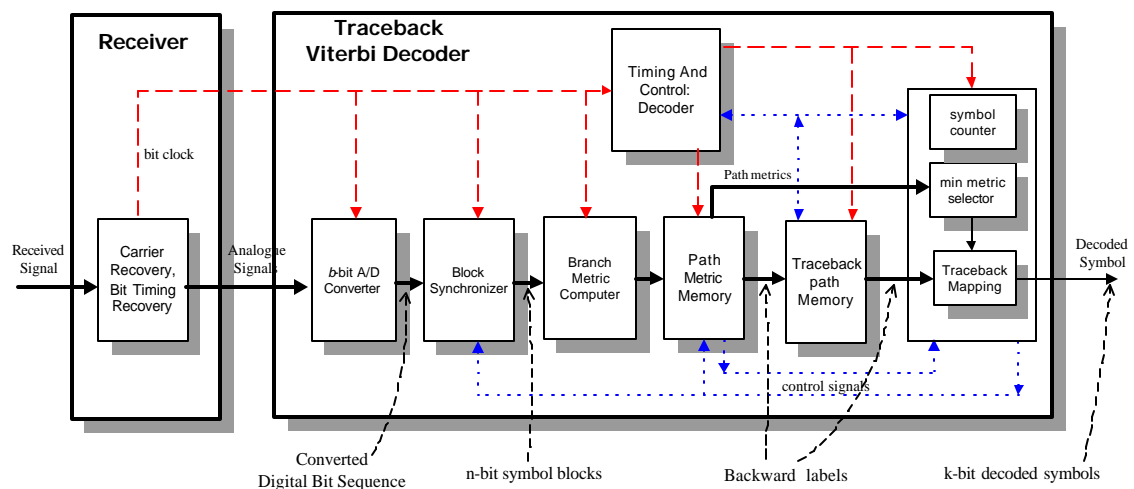 Receiver
Traceback
Viterbi Decoder
Timing And
Control:
Decoder
symbol
counter
bit clock
Path metrics
min metric
selector
Received
Signal
Carrier
Recovery,
Bit Timing
Recovery
Analogue
Signals
b-bit A/D
Converter
Block
Synchronizer
Branch
Metric
Computer
Path
Metric
Memory
Traceback
path
Memory
Traceback
Mapping
Decoded
Symbol
control signals
Converted
Digital Bit Sequence
n-bit symbol blocks
Backward labels
k-bit decoded symbols